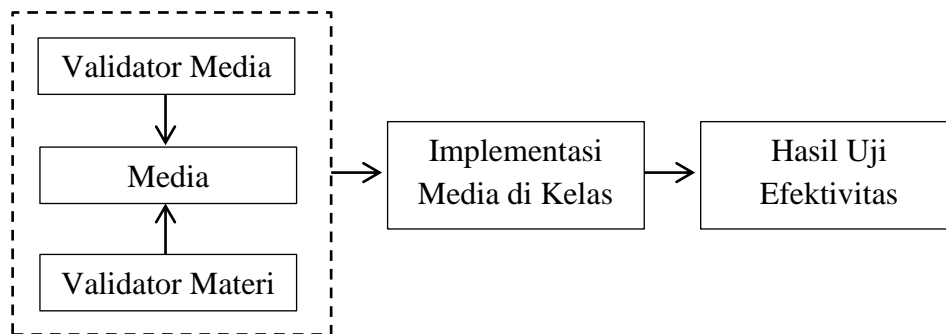 Validator Media
Media
Validator Materi
Implementasi
Media di Kelas
Hasil Uji
Efektivitas